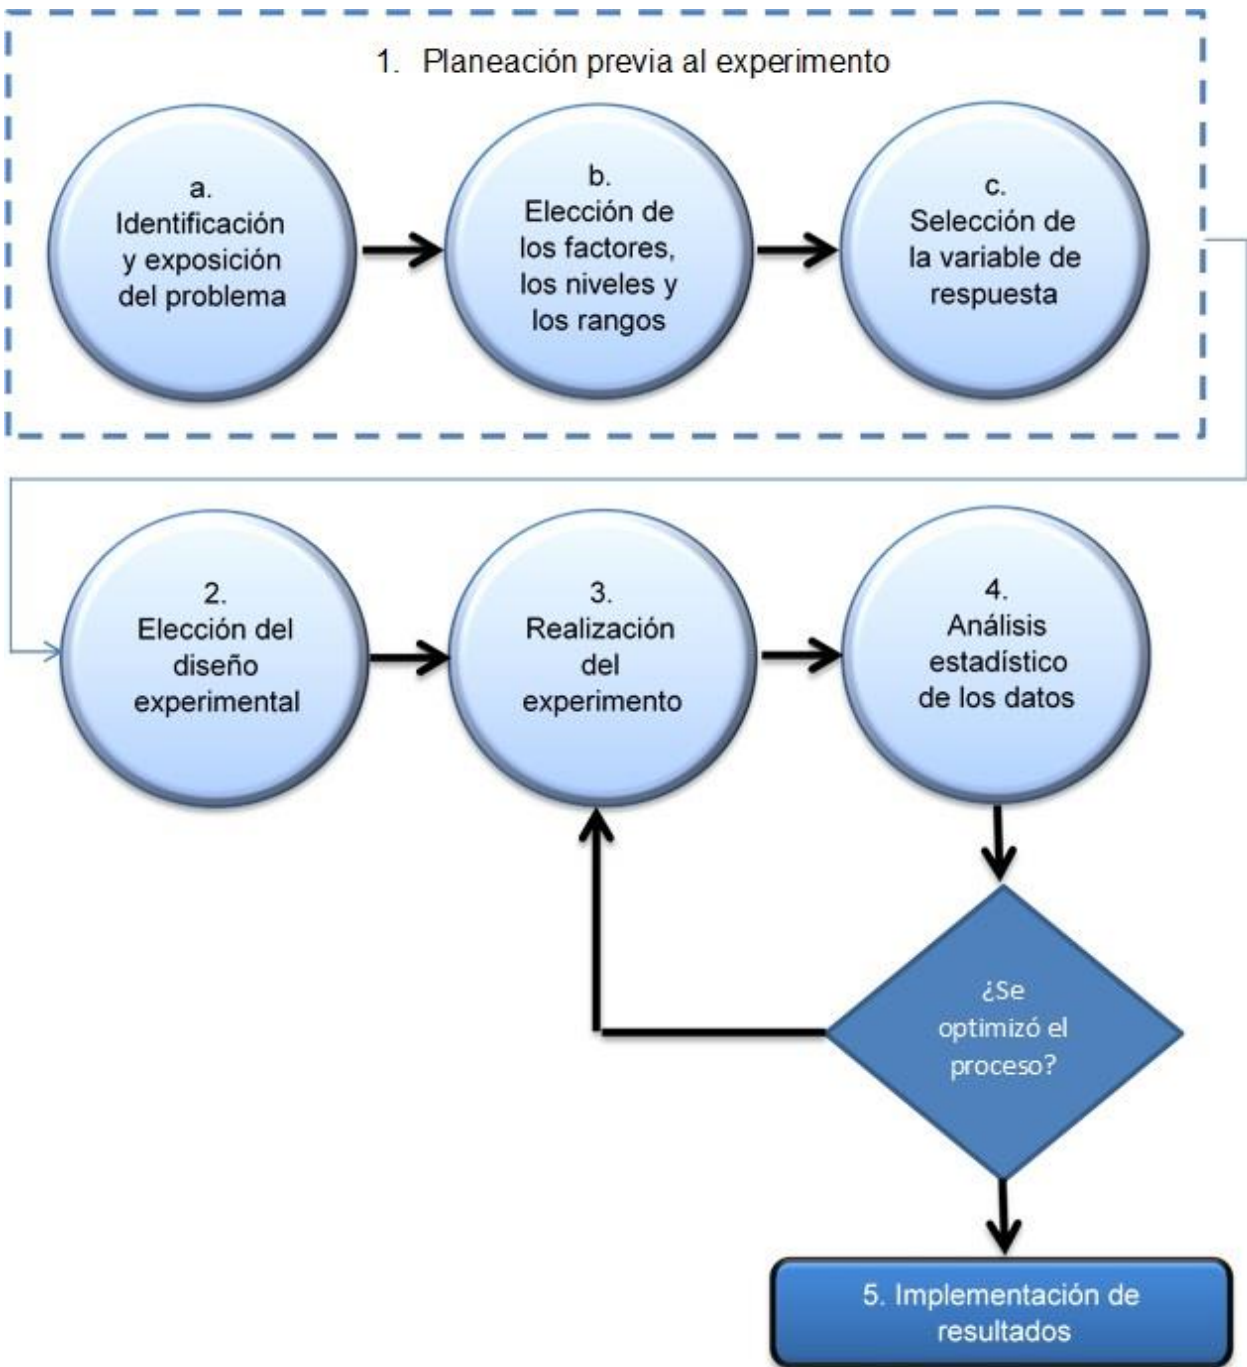 1. Planeación previa al experimento
a.
Identificación
y exposición
del problema
b.
Elección de
los factores,
los niveles y
los rangos
c.
Selección de
la variable de
respuesta
2.
Elección del
diseño
experimental
3.
Realización
del
experimento
4.
Análisis
estadístico
de los datos
¿Se
optimizó el
proceso?
5. Implementación de
resultados